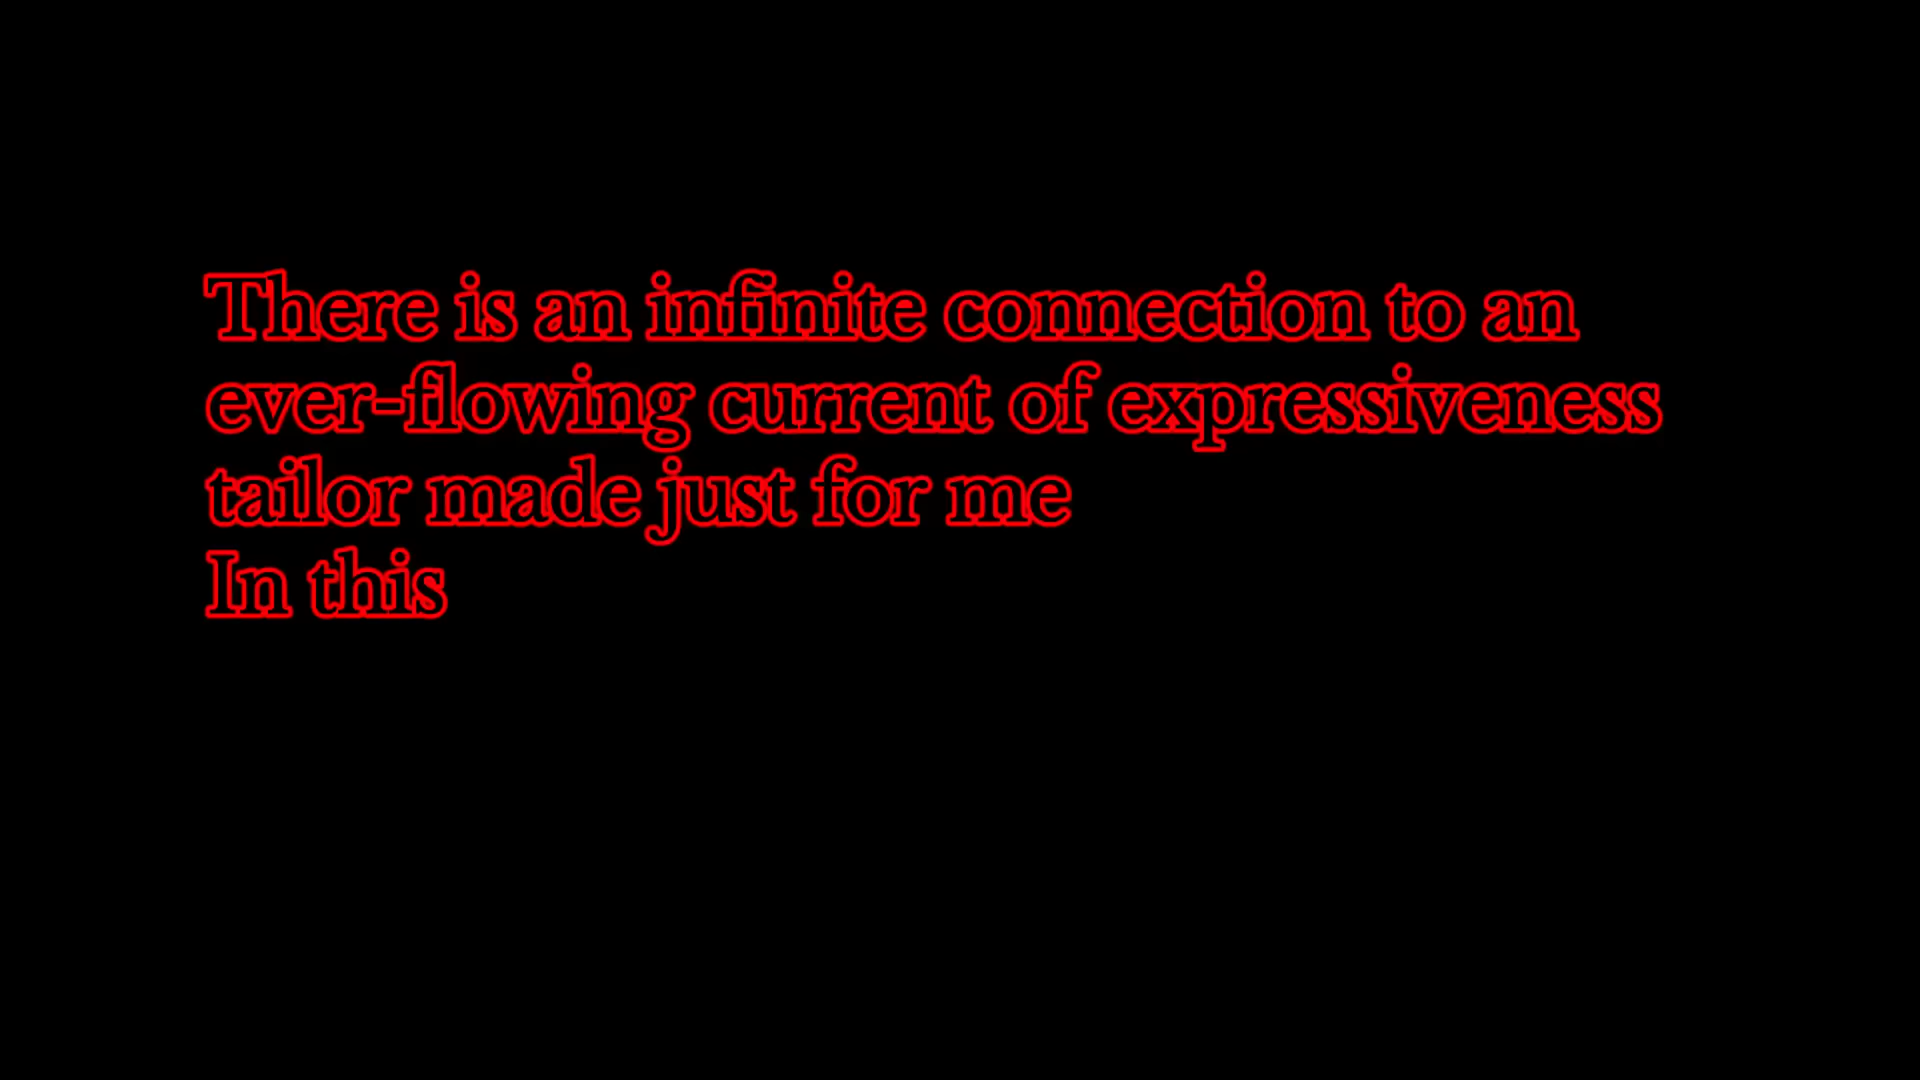 There is an infinite connection to an
ever-flowing current of expressiveness
tailor made just for me
In this